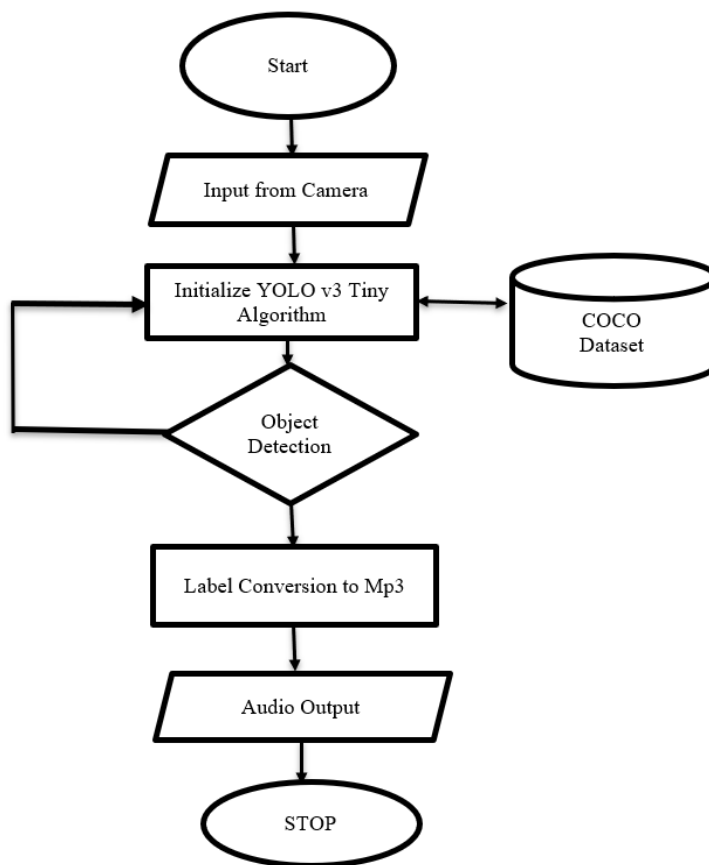 Start
Input from Camera
Initialize YOLO v3 Tiny
Algorithm
COCO
Dataset
Object
Detection
Label Conversion to Mp3
Audio Output
STOP